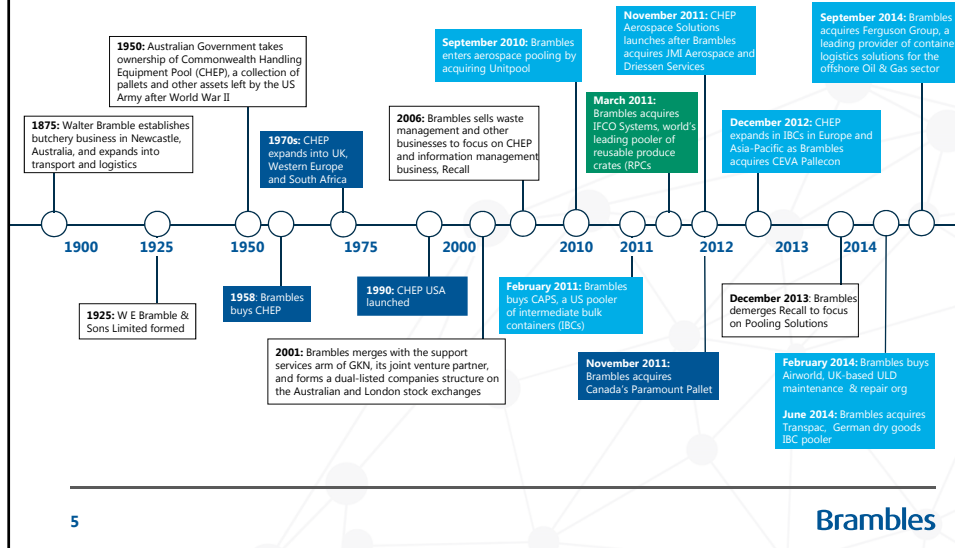 1875: Walter Bramble establishes
butchery business in Newcastle,
Australia, and expands into
transport and logistics
1950: Australian Government takes
ownership of Commonwealth Handling
Equipment Pool (CHEP), a collection of
pallets and other assets left by the US
Army after World War II
1970s: CHEP
expands into UK,
Western Europe
and South Africa
2006: Brambles sells waste
management and other
businesses to focus on CHEP
and information management
business, Recall
September 2010: Brambles
enters aerospace pooling by
acquiring Unitpool
March 2011:
Brambles acquires
IFCO Systems, world's
leading pooler of
reusable produce
crates (RPCs
November 2011: CHEP
Aerospace Solutions
launches after Brambles
acquires JMI Aerospace and
Driessen Services
December 2012: CHEP
expands in IBCs in Europe and
Asia-Pacific as Brambles
acquires CEVA Pallecon
September 2014: Brambles
acquires Ferguson Group, a
leading provider of containe
logistics solutions for the
offshore Oil & Gas sector
1900 1925 1950 1975 2000 2010 2011 2012 2013 2014
1925: W E Bramble &
Sons Limited formed
1958: Brambles
buys CHEP
1990: CHEP USA
launched
2001: Brambles merges with the support
services arm of GKN, its joint venture partner,
and forms a dual-listed companies structure on
the Australian and London stock exchanges
February 2011: Brambles
buys CAPS, a US pooler
of intermediate bulk
containers (IBCs)
November 2011:
Brambles acquires
Canada's Paramount Pallet
December 2013: Brambles
demerges Recall to focus
on Pooling Solutions
February 2014: Brambles buys
Airworld, UK-based ULD
maintenance & repair org
June 2014: Brambles acquires
Transpac, German dry goods
IBC pooler
5
Brambles